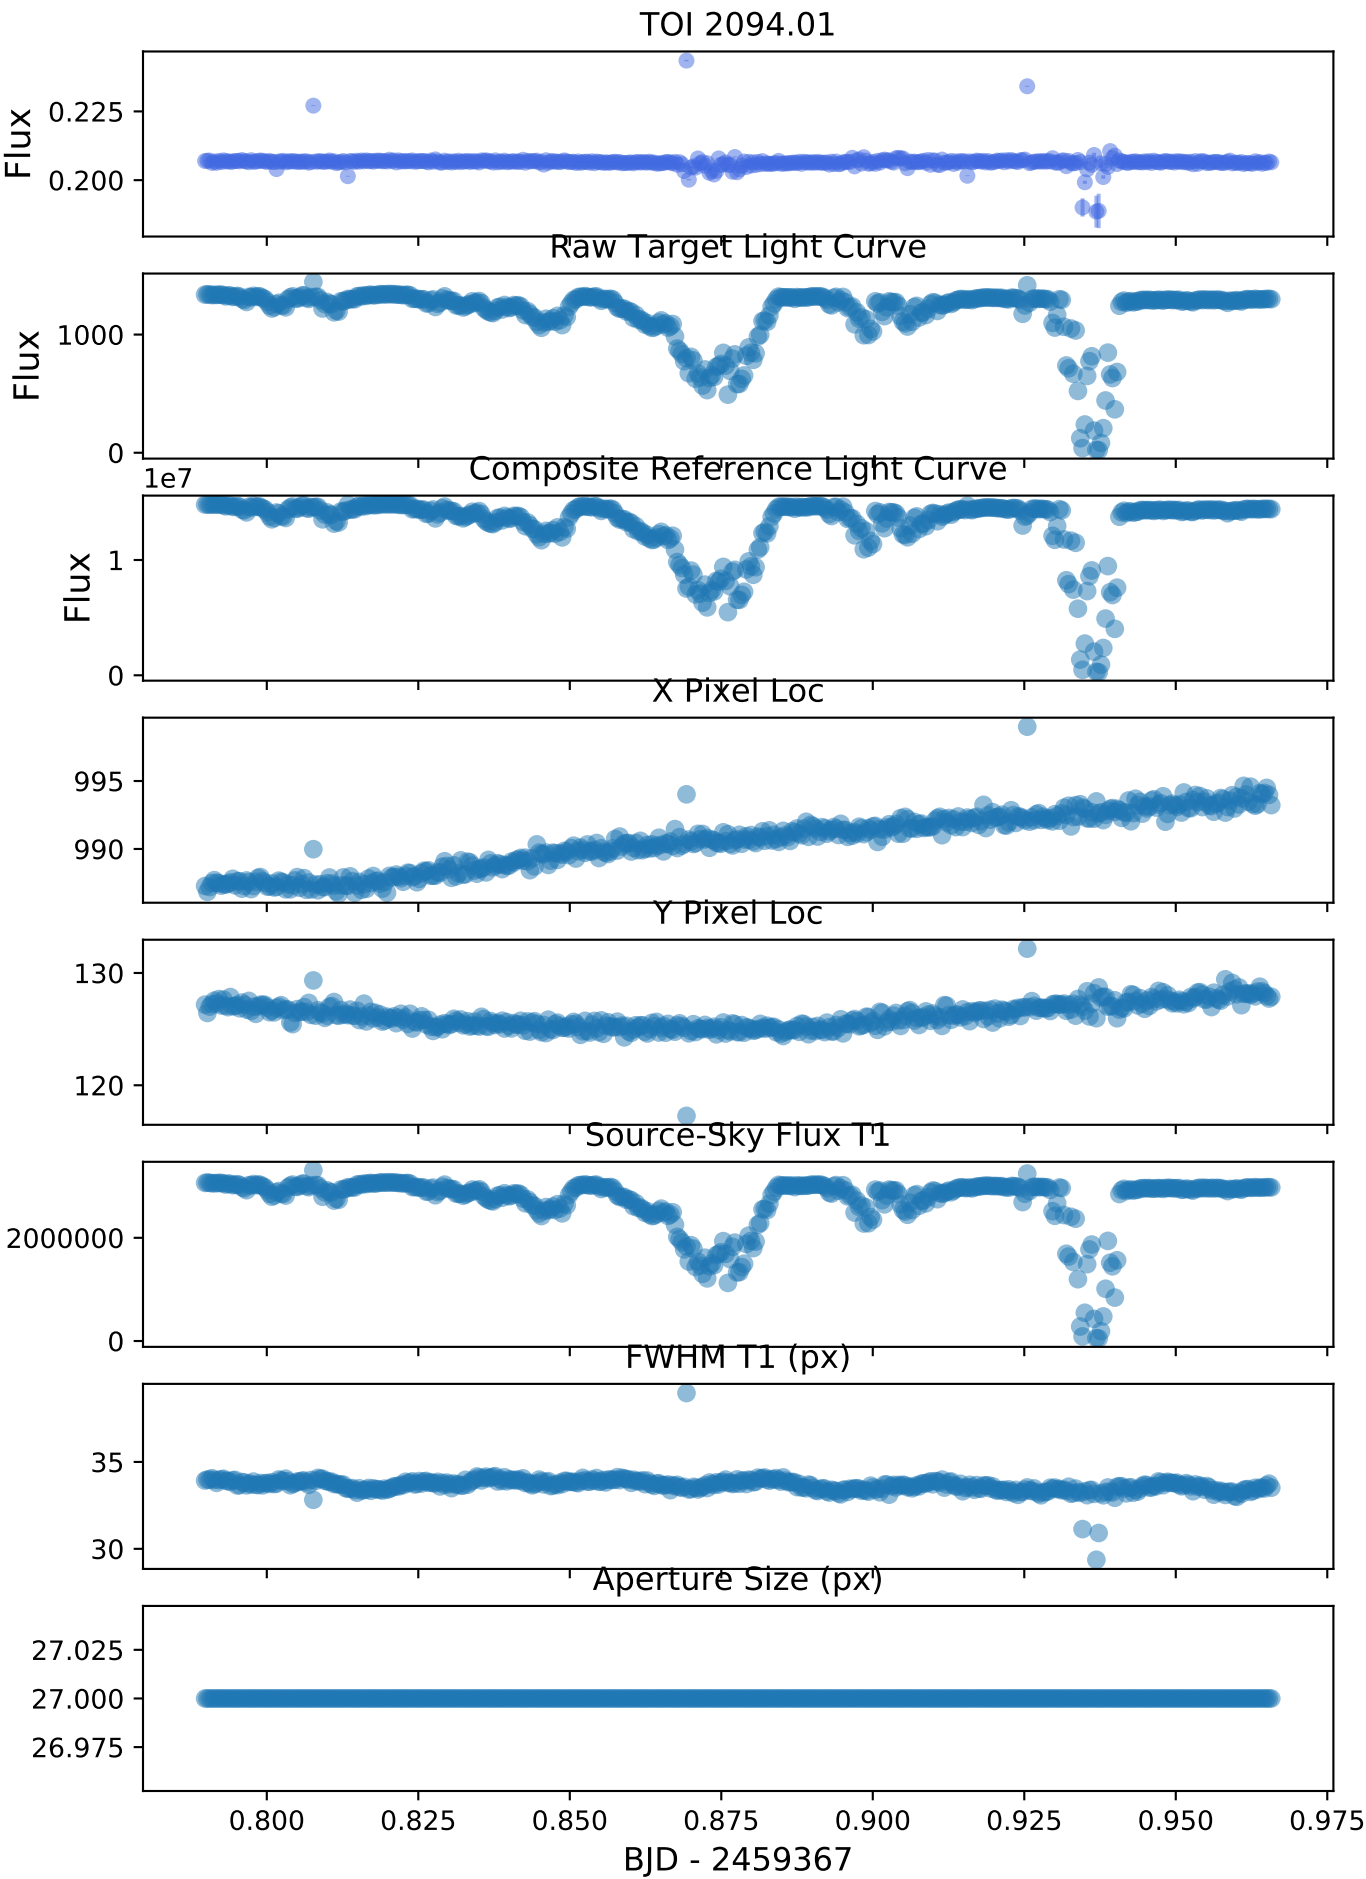 TOI 2094.01
Flux
0.225
0.200
Raw Target Light Curve
Flux
1000
0
Composite Reference Light Curve
1e7
Flux
1
0
X Pixel Loc
995
990
Y Pixel Loc
130
120
Source-Sky Flux T1
2000000
0
FWHM T1 (px)
35
30
Aperture Size (px)
27.025
27.000
26.975
0.800 0.825 0.850 0.875 0.900 0.925 0.950 0.975
BJD - 2459367